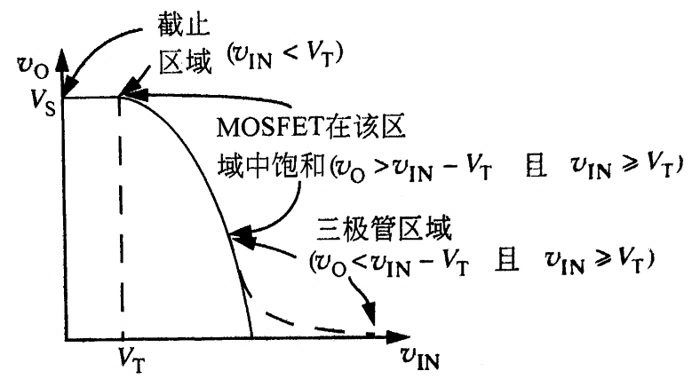 截止
区域 (v_IN < V_T)
v_O
V_S
MOSFET在该区
域中饱和(v_O >v_IN − V_T 且 v_IN ⩾ V_T)
三极管区域
(v_O <v_IN − V_T 且 v_IN ⩾ V_T)
V_T
v_IN